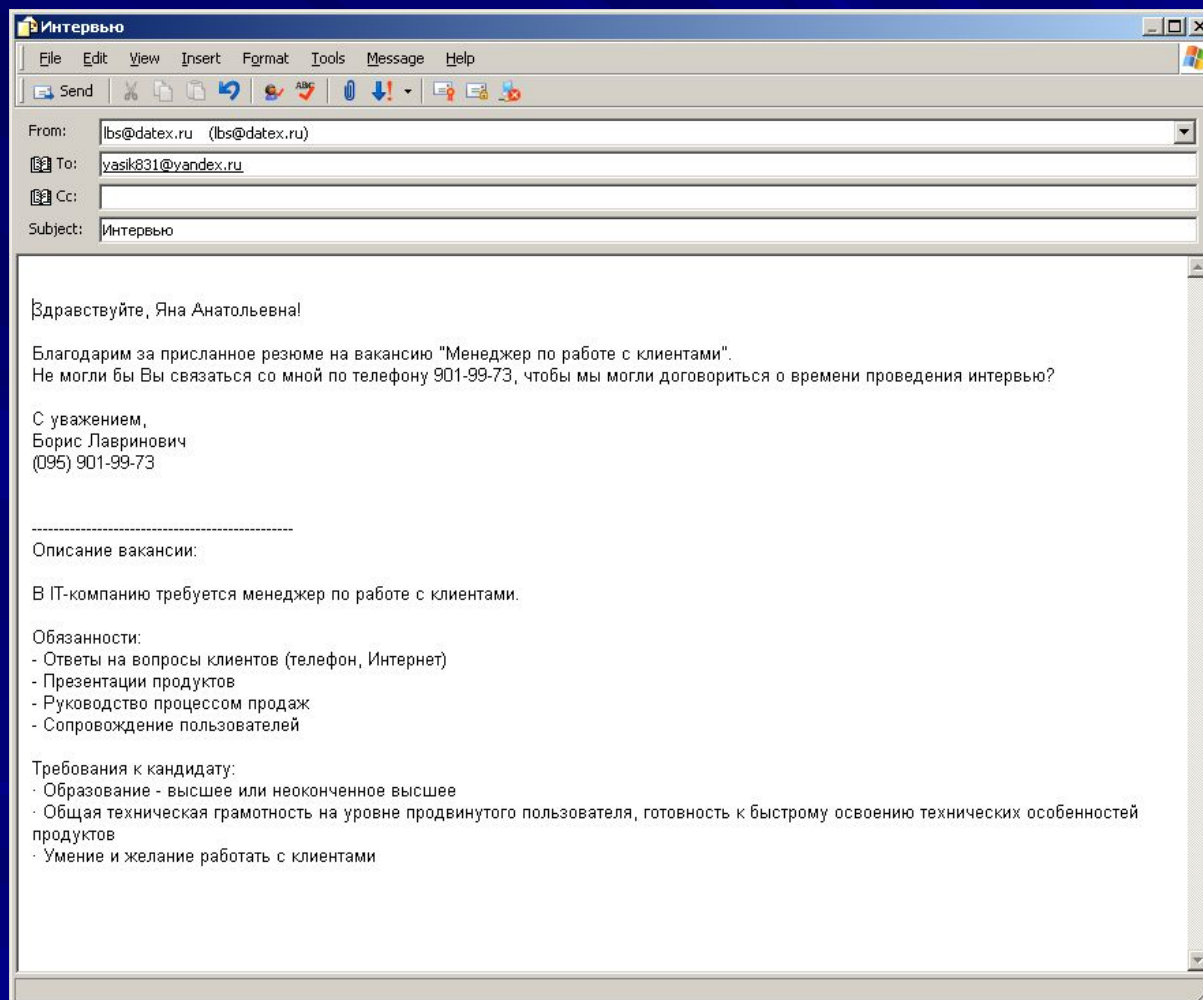 Интервью
File Edit View Insert Format Tools Message Help
Send
From: lbs@datex.ru (lbs@datex.ru)
To: yasik831@yandex.ru
Cc:
Subject: Интервью
Здравствуйте, Яна Анатольевна!
Благодарим за присланное резюме на вакансию "Менеджер по работе с клиентами".
Не могли бы Вы связаться со мной по телефону 901-99-73, чтобы мы могли договориться о времени проведения интервью?
С уважением,
Борис Лавринович
(095) 901-99-73
------------------------------------------------
Описание вакансии:
В IT-компанию требуется менеджер по работе с клиентами.
Обязанности:
- Ответы на вопросы клиентов (телефон, Интернет)
- Презентации продуктов
- Руководство процессом продаж
- Сопровождение пользователей
Требования к кандидату:
· Образование - высшее или неоконченное высшее
· Общая техническая грамотность на уровне продвинутого пользователя, готовность к быстрому освоению технических особенностей
продуктов
· Умение и желание работать с клиентами